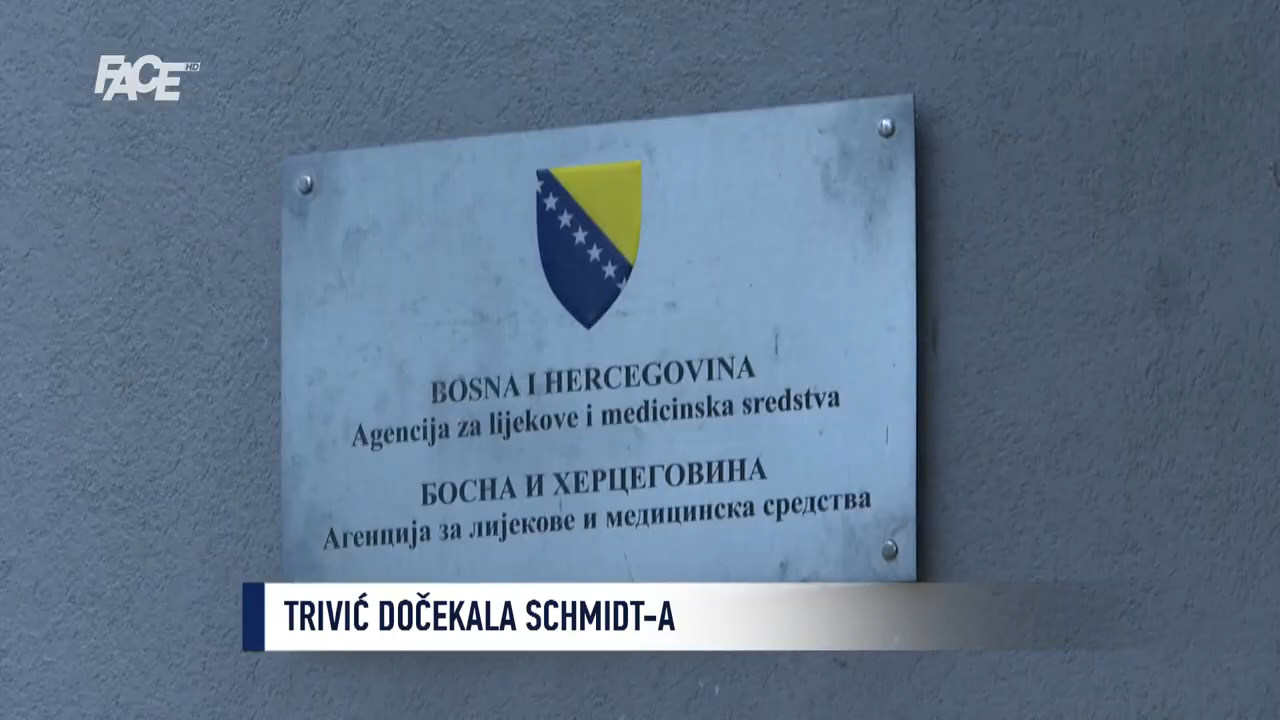 FACE HD
BOSNA I HERCEGOVINA
Agencija za lijekove i medicinska sredstva
БОСНА И ХЕРЦЕГОВИНА
Агенција за лијекове и медицинска средства
TRIVIĆ DOČEKALA SCHMIDT-A